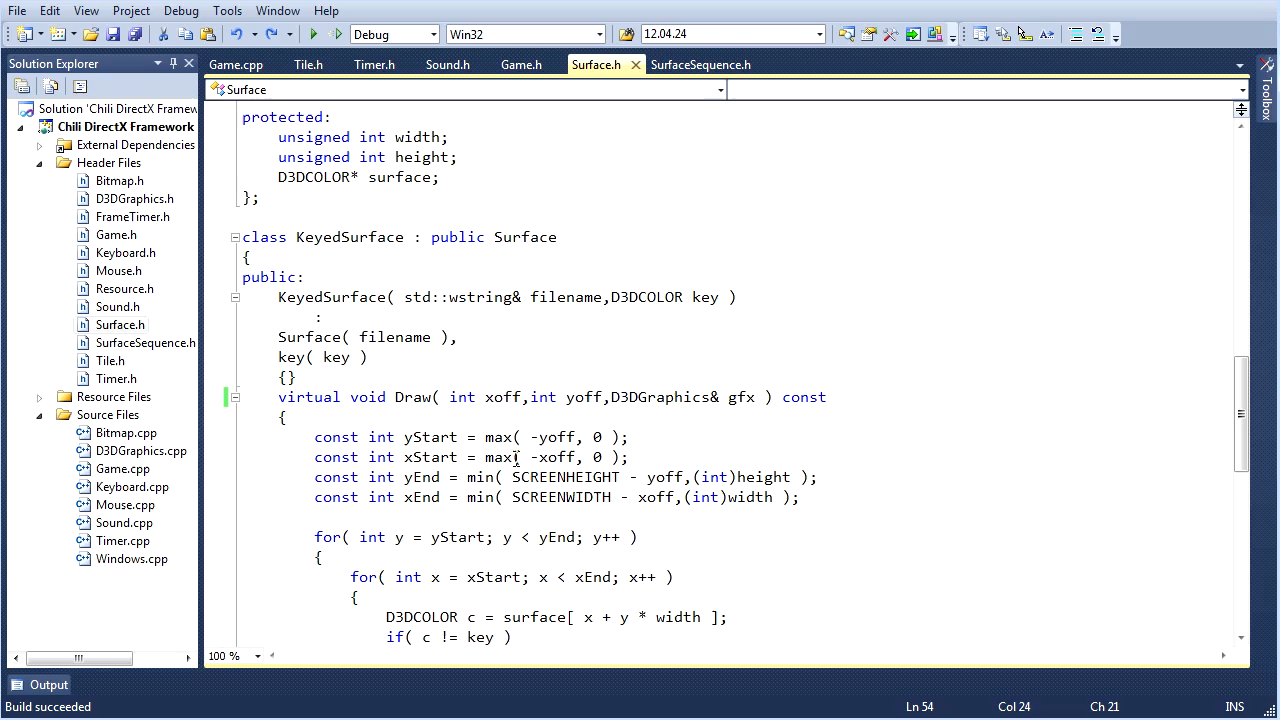 File Edit View Project Debug Tools Window Help
Debug Win32 12.04.24
Solution Explorer
Game.cpp Tile.h Timer.h Sound.h Game.h Surface.h SurfaceSequence.h
Surface
Toolbox
Solution 'Chili DirectX Framew
Chili DirectX Framework
External Dependencies
Header Files
Bitmap.h
D3DGraphics.h
FrameTimer.h
Game.h
Keyboard.h
Mouse.h
Resource.h
Sound.h
Surface.h
SurfaceSequence.h
Tile.h
Timer.h
Resource Files
Source Files
Bitmap.cpp
D3DGraphics.cpp
Game.cpp
Keyboard.cpp
Mouse.cpp
Sound.cpp
Timer.cpp
Windows.cpp
protected:
unsigned int width;
unsigned int height;
D3DCOLOR* surface;
};
class KeyedSurface : public Surface
{
public:
KeyedSurface( std::wstring& filename,D3DCOLOR key )
:
Surface( filename ),
key( key )
{}
virtual void Draw( int xoff,int yoff,D3DGraphics& gfx ) const
{
const int yStart = max( -yoff, 0 );
const int xStart = max( -xoff, 0 );
const int yEnd = min( SCREENHEIGHT - yoff,(int)height );
const int xEnd = min( SCREENWIDTH - xoff,(int)width );
for( int y = yStart; y < yEnd; y++ )
{
for( int x = xStart; x < xEnd; x++ )
{
D3DCOLOR c = surface[ x + y * width ];
if( c != key )
100 %
Output
Build succeeded Ln 54 Col 24 Ch 21 INS